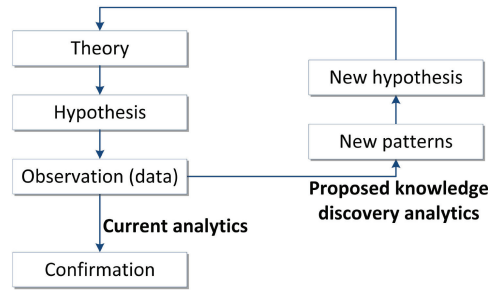 Theory
Hypothesis
Observation (data)
Current analytics
Confirmation
New hypothesis
New patterns
Proposed knowledge
discovery analytics